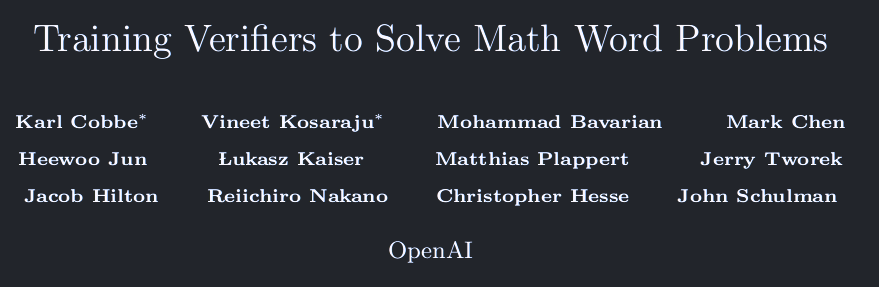 Training Verifiers to Solve Math Word Problems
Karl Cobbe* Vineet Kosaraju* Mohammad Bavarian Mark Chen
Heewoo Jun Łukasz Kaiser Matthias Plappert Jerry Tworek
Jacob Hilton Reiichiro Nakano Christopher Hesse John Schulman
OpenAI